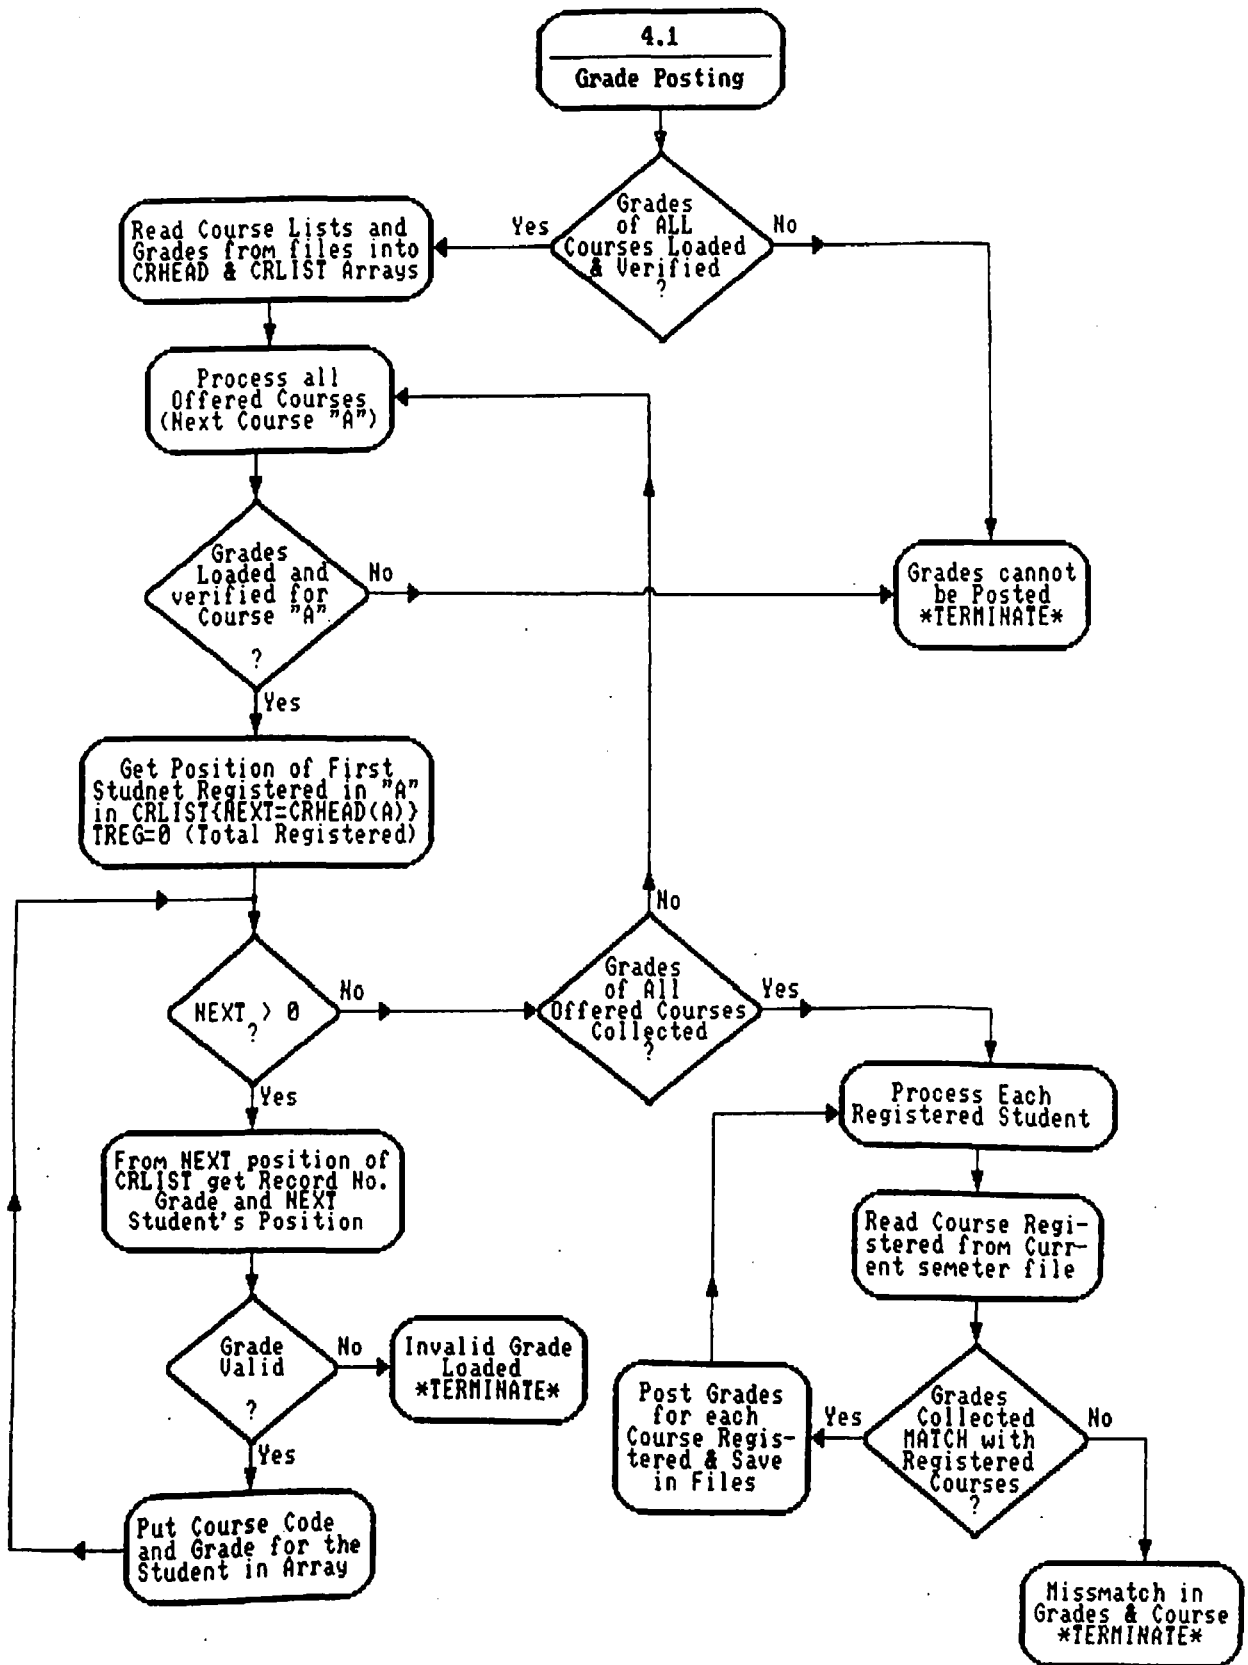 4.1
Grade Posting
Grades
of ALL
Courses Loaded
& Verified
?
Yes
No
Read Course Lists and
Grades from files into
CRHEAD & CRLIST Arrays
Process all
Offered Courses
(Next Course "A")
Grades
Loaded and
verified for
Course "A"
?
No
Yes
Grades cannot
be Posted
*TERMINATE*
Get Position of First
Studnet Registered in "A"
in CRLIST{NEXT=CRHEAD(A)}
TREG=0 (Total Registered)
NEXT > 0
?
No
Yes
Grades
of All
Offered Courses
Collected
?
No
Yes
Process Each
Registered Student
From NEXT position of
CRLIST get Record No.
Grade and NEXT
Student's Position
Read Course Regi-
stered from Curr-
ent semeter file
Grade
Valid
?
No
Yes
Invalid Grade
Loaded
*TERMINATE*
Post Grades
for each
Course Regis-
tered & Save
in Files
Yes
Grades
Collected
MATCH with
Registered
Courses
?
No
Put Course Code
and Grade for the
Student in Array
Missmatch in
Grades & Course
*TERMINATE*